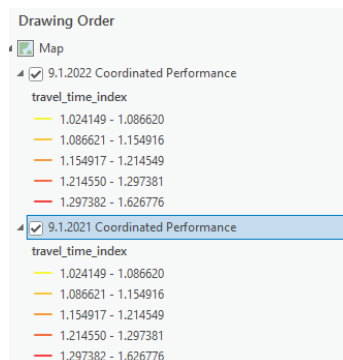 Drawing Order
Map
9.1.2022 Coordinated Performance
travel_time_index
1.024149 - 1.086620
1.086621 - 1.154916
1.154917 - 1.214549
1.214550 - 1.297381
1.297382 - 1.626776
9.1.2021 Coordinated Performance
travel_time_index
1.024149 - 1.086620
1.086621 - 1.154916
1.154917 - 1.214549
1.214550 - 1.297381
1.297382 - 1.626776